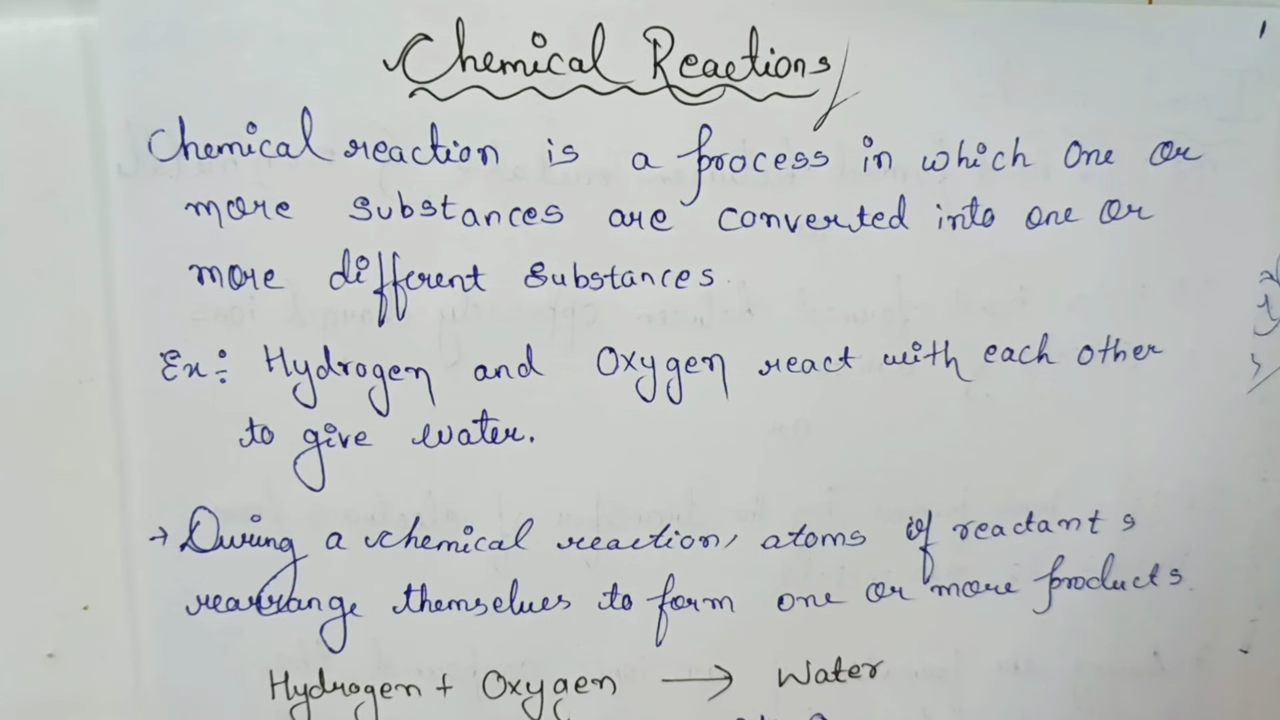 Chemical Reactions
Chemical reaction is a process in which one or
more substances are converted into one or
more different substances.
Ex: Hydrogen and Oxygen react with each other
to give water.
→ During a chemical reaction, atoms of reactants
rearrange themselves to form one or more products.
Hydrogen + Oxygen → Water